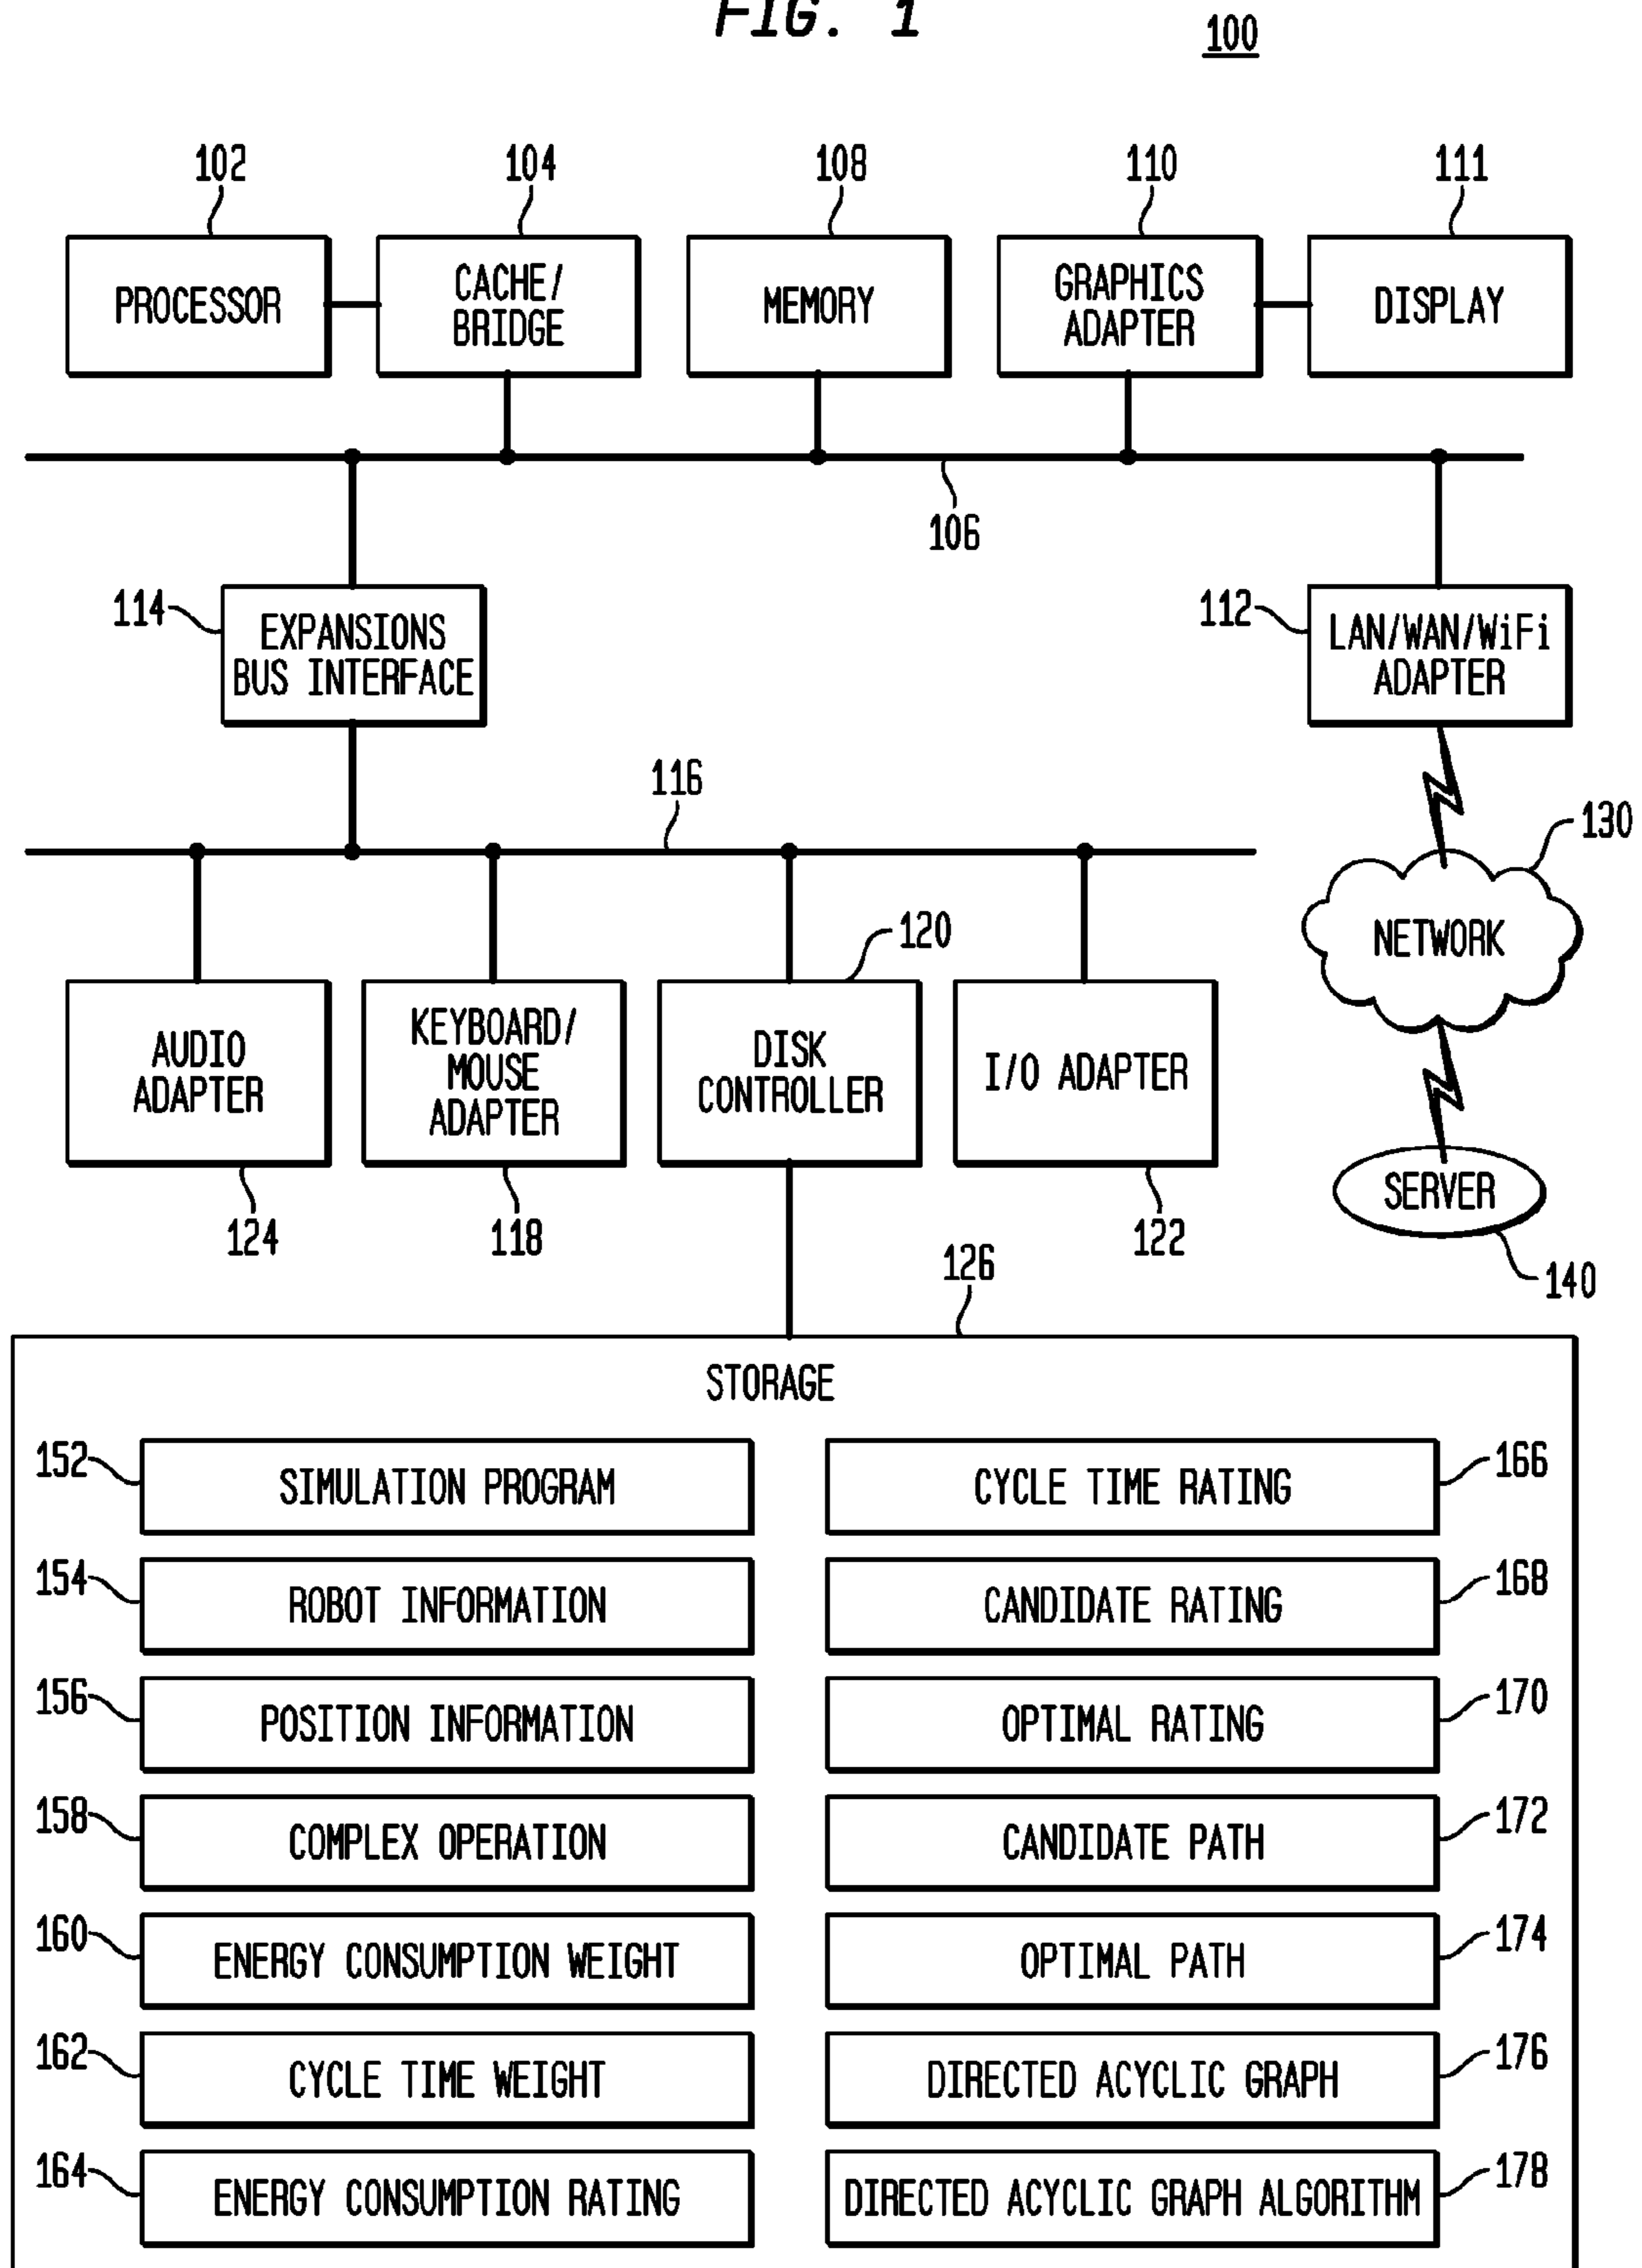 FIG. 1
100
102
104
108
110
111
PROCESSOR
CACHE/
BRIDGE
MEMORY
GRAPHICS
ADAPTER
DISPLAY
106
114
EXPANSIONS
BUS INTERFACE
112
LAN/WAN/WiFi
ADAPTER
116
130
NETWORK
120
AUDIO
ADAPTER
KEYBOARD/
MOUSE
ADAPTER
DISK
CONTROLLER
I/O ADAPTER
SERVER
124
118
122
140
126
STORAGE
152
SIMULATION PROGRAM
CYCLE TIME RATING
166
154
ROBOT INFORMATION
CANDIDATE RATING
168
156
POSITION INFORMATION
OPTIMAL RATING
170
158
COMPLEX OPERATION
CANDIDATE PATH
172
160
ENERGY CONSUMPTION WEIGHT
OPTIMAL PATH
174
162
CYCLE TIME WEIGHT
DIRECTED ACYCLIC GRAPH
176
164
ENERGY CONSUMPTION RATING
DIRECTED ACYCLIC GRAPH ALGORITHM
178